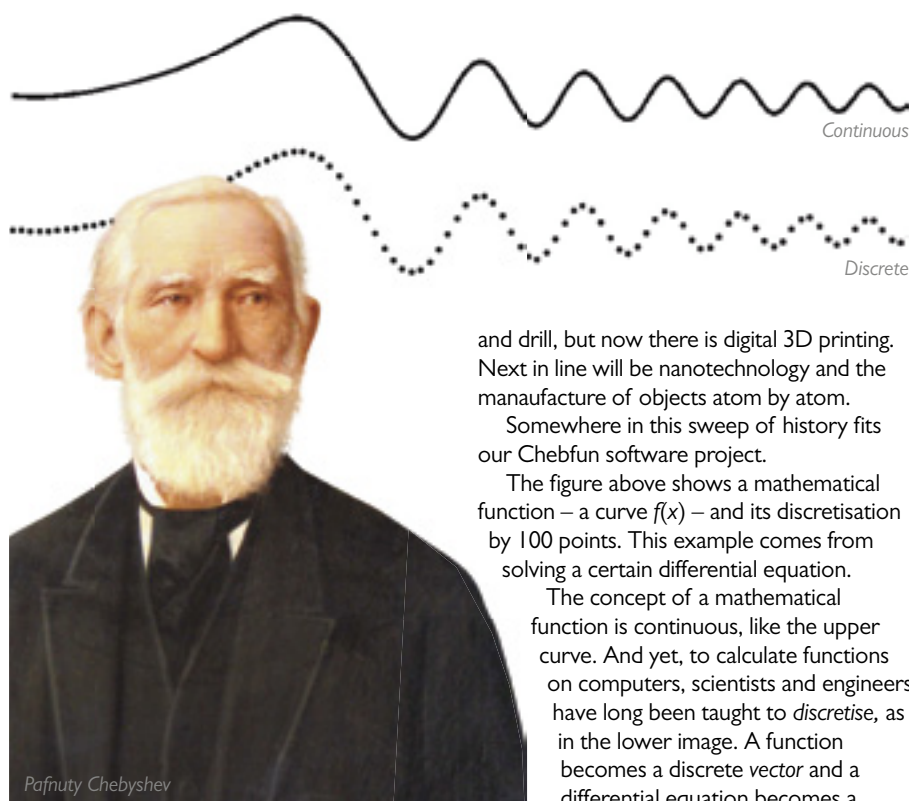 Continuous
Discrete
and drill, but now there is digital 3D printing.
Next in line will be nanotechnology and the
manaufacture of objects atom by atom.
Somewhere in this sweep of history fits
our Chebfun software project.
The figure above shows a mathematical
function – a curve f(x) – and its discretisation
by 100 points. This example comes from
solving a certain differential equation.
The concept of a mathematical
function is continuous, like the upper
curve. And yet, to calculate functions
on computers, scientists and engineers
have long been taught to discretise, as
in the lower image. A function
becomes a discrete vector and a
differential equation becomes a
Pafnuty Chebyshev